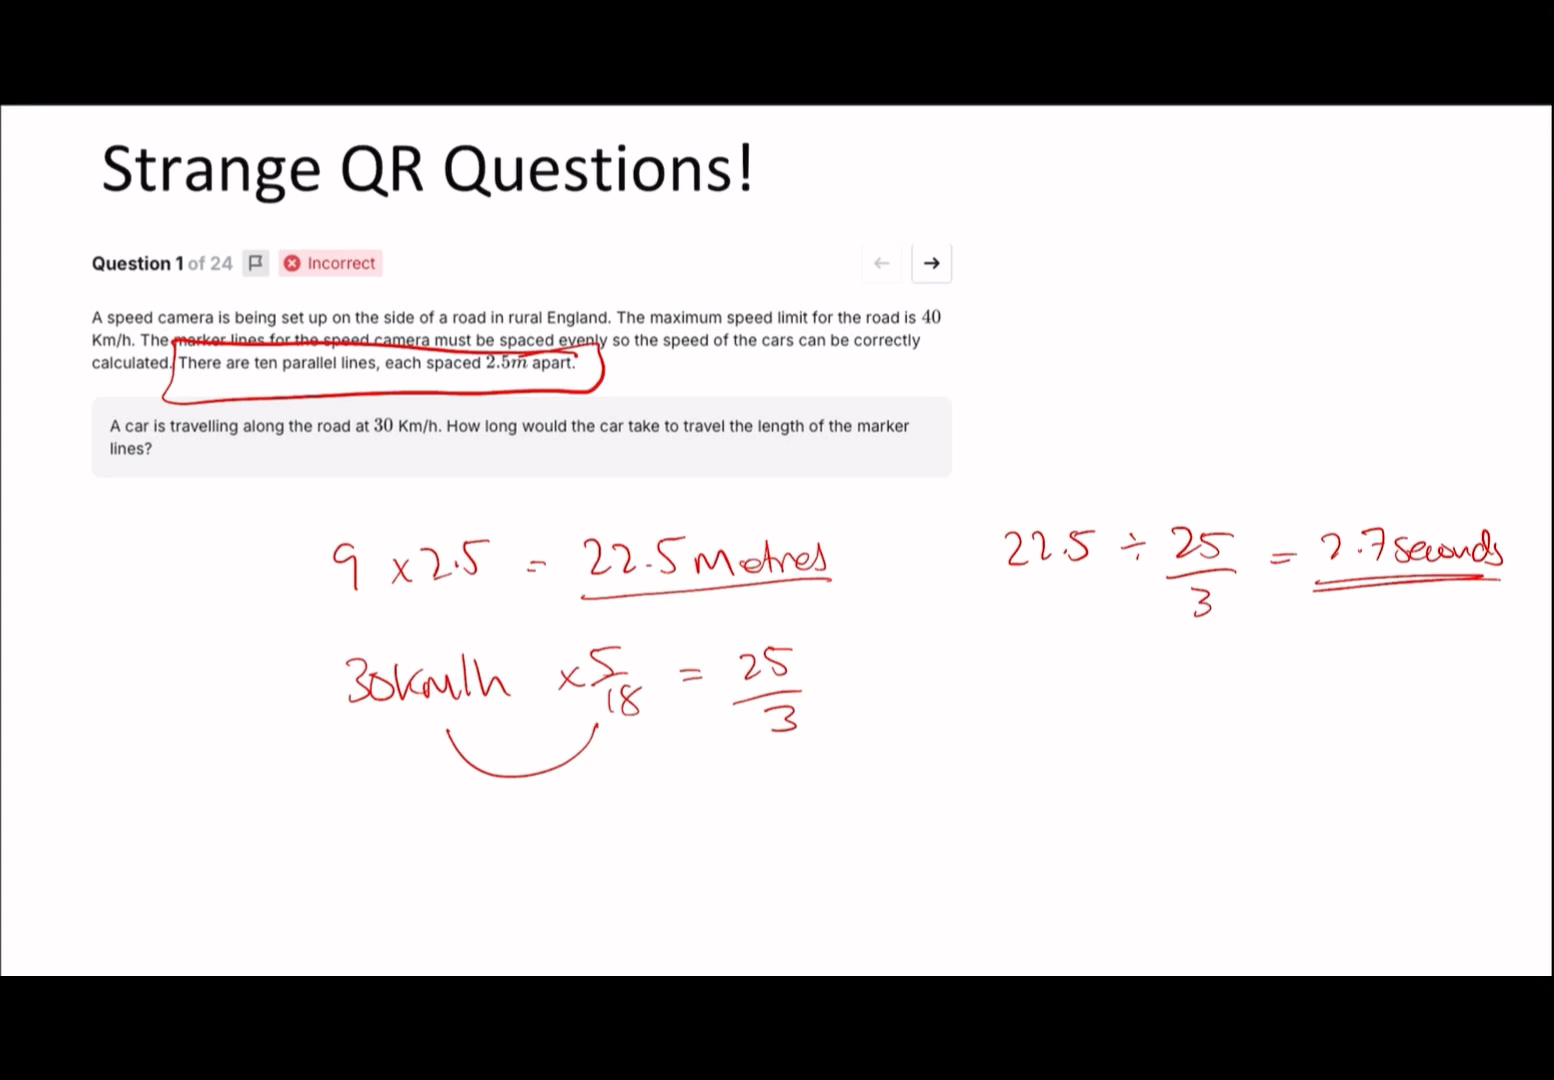 Strange QR Questions!
Question 1 of 24 Incorrect
A speed camera is being set up on the side of a road in rural England. The maximum speed limit for the road is 40
Km/h. The marker lines for the speed camera must be spaced evenly so the speed of the cars can be correctly
calculated. There are ten parallel lines, each spaced 2.5m apart.
A car is travelling along the road at 30 Km/h. How long would the car take to travel the length of the marker
lines?
9 x 2.5 = 22.5 Metres
22.5 ÷ 25/3 = 2.7 seconds
30km/h x 5/18 = 25/3